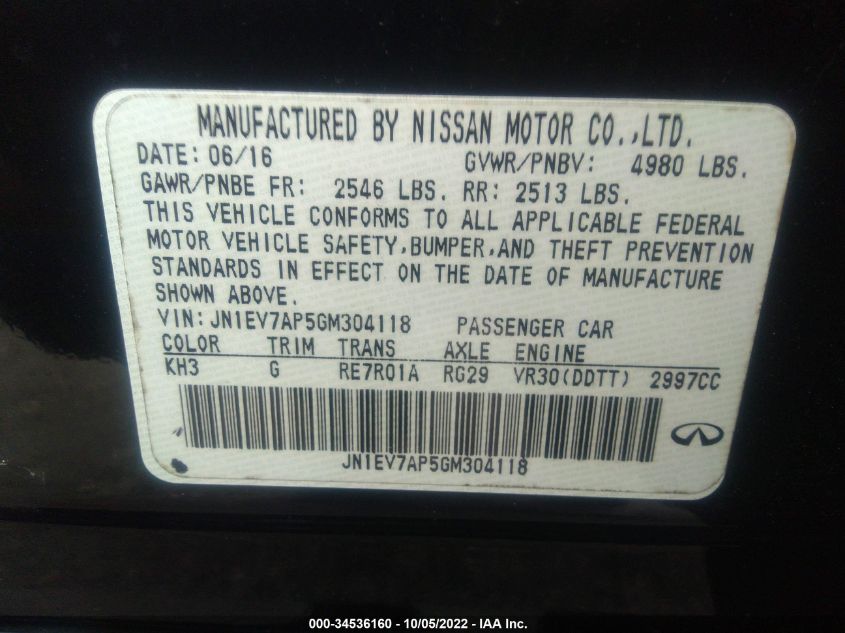 MANUFACTURED BY NISSAN MOTOR CO.,LTD.
DATE: 06/16 GVWR/PNBV: 4980 LBS.
GAWR/PNBE FR: 2546 LBS. RR: 2513 LBS.
THIS VEHICLE CONFORMS TO ALL APPLICABLE FEDERAL
MOTOR VEHICLE SAFETY,BUMPER,AND THEFT PREVENTION
STANDARDS IN EFFECT ON THE DATE OF MANUFACTURE
SHOWN ABOVE.
VIN:JN1EV7AP5GM304118 PASSENGER CAR
COLOR TRIM TRANS AXLE ENGINE
KH3 G RE7R01A RG29 VR30(DDTT) 2997CC
JN1EV7AP5GM304118
000-34536160 - 10/05/2022 - IAA Inc.